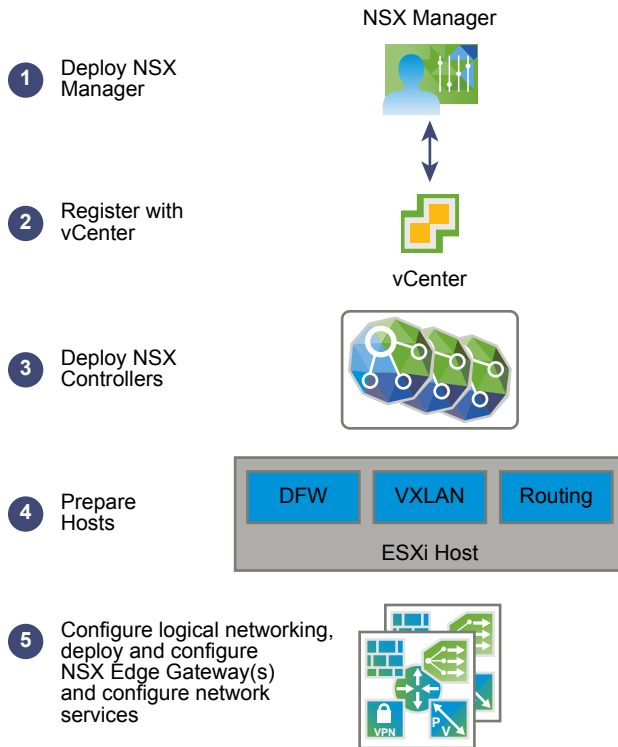 NSX Manager
1
Deploy NSX
Manager
2
Register with
vCenter
vCenter
3
Deploy NSX
Controllers
4
Prepare
Hosts
DFW
VXLAN
Routing
ESXi Host
5
Configure logical networking,
deploy and configure
NSX Edge Gateway(s)
and configure network
services
VPN
P
V